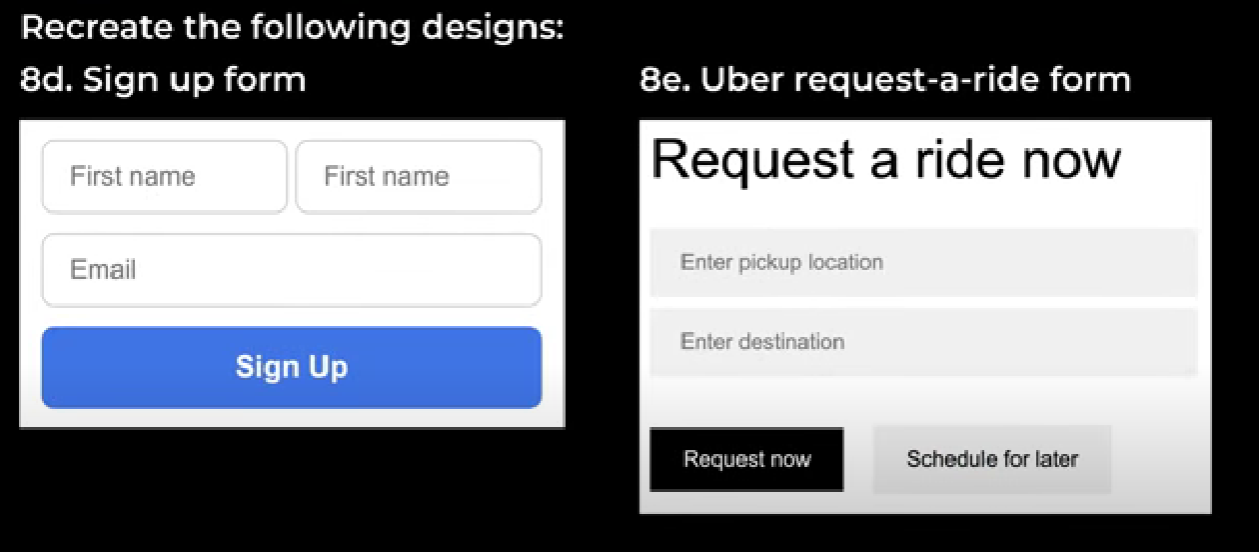 Recreate the following designs:
8d. Sign up form
First name First name
Email
Sign Up
8e. Uber request-a-ride form
Request a ride now
Enter pickup location
Enter destination
Request now Schedule for later